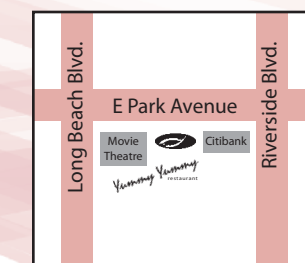 Long Beach Blvd.
E Park Avenue
Riverside Blvd.
Movie
Theatre
Citibank
Yummy Yummy
restaurant